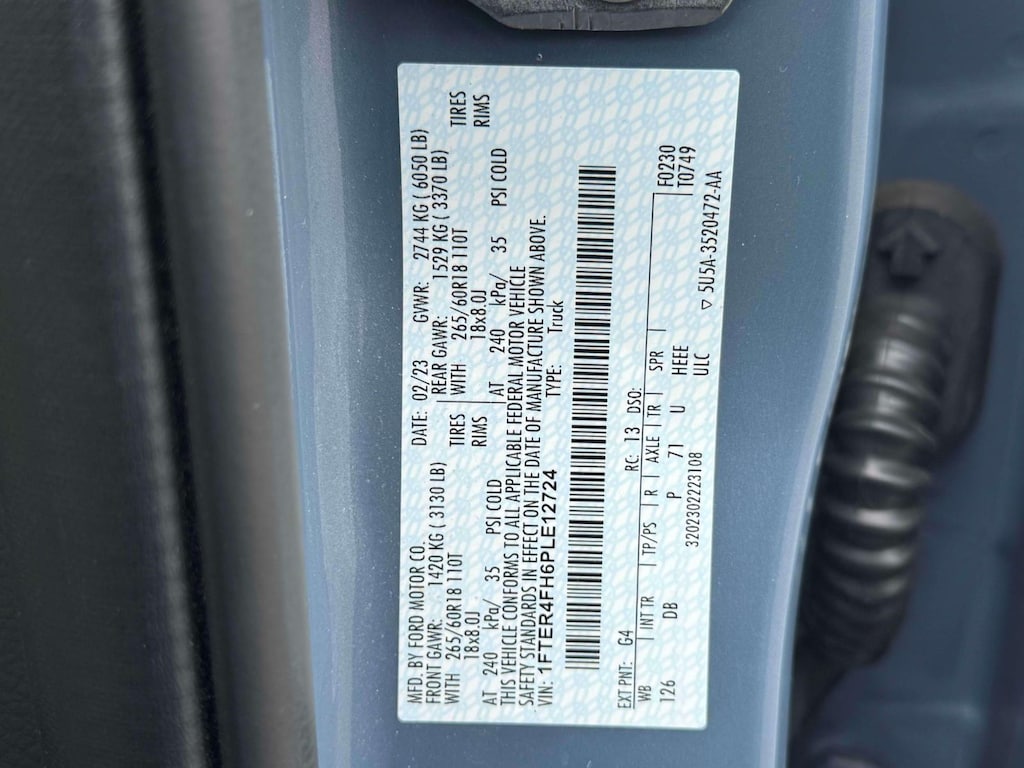 MFD. BY FORD MOTOR CO. DATE: 02/23 GVWR: 2744 KG ( 6050 LB)
FRONT GAWR: 1420 KG ( 3130 LB) REAR GAWR: 1529 KG ( 3370 LB)
WITH 265/60R18 110T TIRES WITH 265/60R18 110T TIRES
18x8.0J RIMS 18x8.0J RIMS
AT 240 kPa/ 35 PSI COLD AT 240 kPa/ 35 PSI COLD
THIS VEHICLE CONFORMS TO ALL APPLICABLE FEDERAL MOTOR VEHICLE
SAFETY STANDARDS IN EFFECT ON THE DATE OF MANUFACTURE SHOWN ABOVE.
VIN: 1FTER4FH6PLE12724 TYPE: Truck
EXT PNT: G4 RC: 13 DSO: F0230
WB INT TR TP/PS R AXLE TR SPR T0749
126 DB P 71 U HEEE
ULC
3202302223108 ▽ 5U5A-3520472-AA